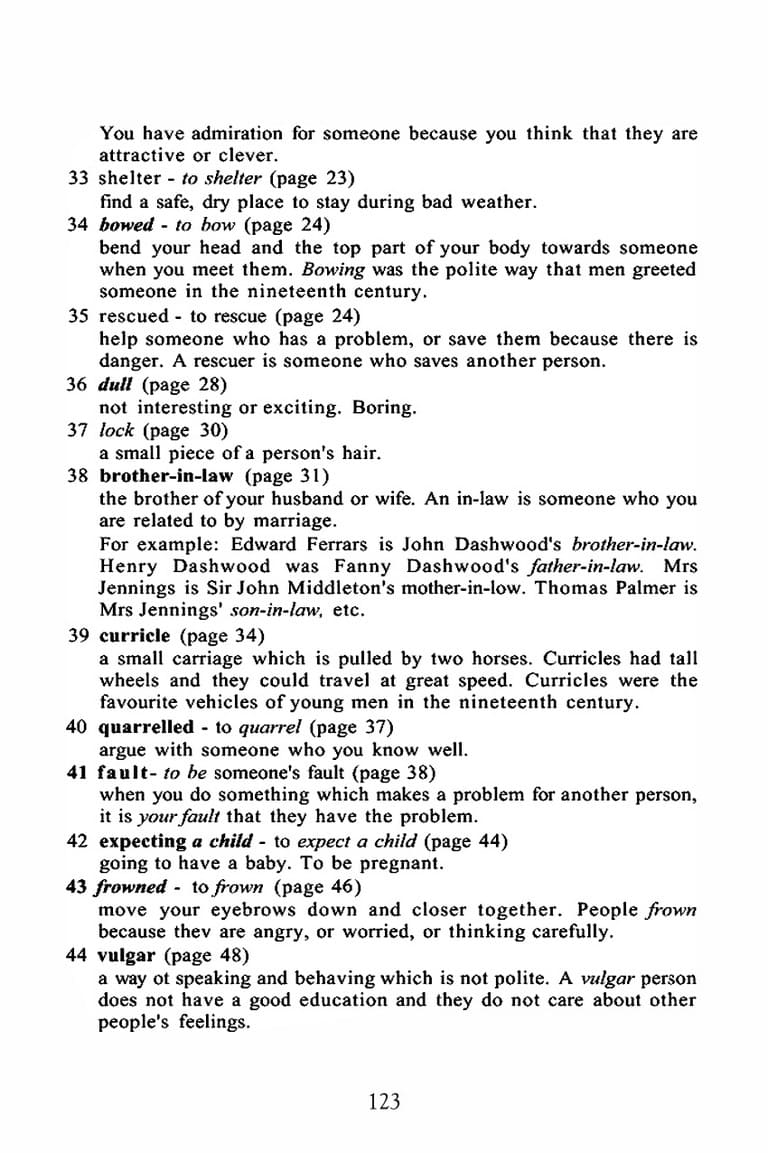 You have admiration for someone because you think that they are
attractive or clever.
33 shelter - to shelter (page 23)
find a safe, dry place to stay during bad weather.
34 bowed - to bow (page 24)
bend your head and the top part of your body towards someone
when you meet them. Bowing was the polite way that men greeted
someone in the nineteenth century.
35 rescued - to rescue (page 24)
help someone who has a problem, or save them because there is
danger. A rescuer is someone who saves another person.
36 dull (page 28)
not interesting or exciting. Boring.
37 lock (page 30)
a small piece of a person's hair.
38 brother-in-law (page 31)
the brother of your husband or wife. An in-law is someone who you
are related to by marriage.
For example: Edward Ferrars is John Dashwood's brother-in-law.
Henry Dashwood was Fanny Dashwood's father-in-law. Mrs
Jennings is Sir John Middleton's mother-in-low. Thomas Palmer is
Mrs Jennings' son-in-law, etc.
39 curricle (page 34)
a small carriage which is pulled by two horses. Curricles had tall
wheels and they could travel at great speed. Curricles were the
favourite vehicles of young men in the nineteenth century.
40 quarrelled - to quarrel (page 37)
argue with someone who you know well.
41 fault- to be someone's fault (page 38)
when you do something which makes a problem for another person,
it is your fault that they have the problem.
42 expecting a child - to expect a child (page 44)
going to have a baby. To be pregnant.
43 frowned - to frown (page 46)
move your eyebrows down and closer together. People frown
because thev are angry, or worried, or thinking carefully.
44 vulgar (page 48)
a way ot speaking and behaving which is not polite. A vulgar person
does not have a good education and they do not care about other
people's feelings.
123